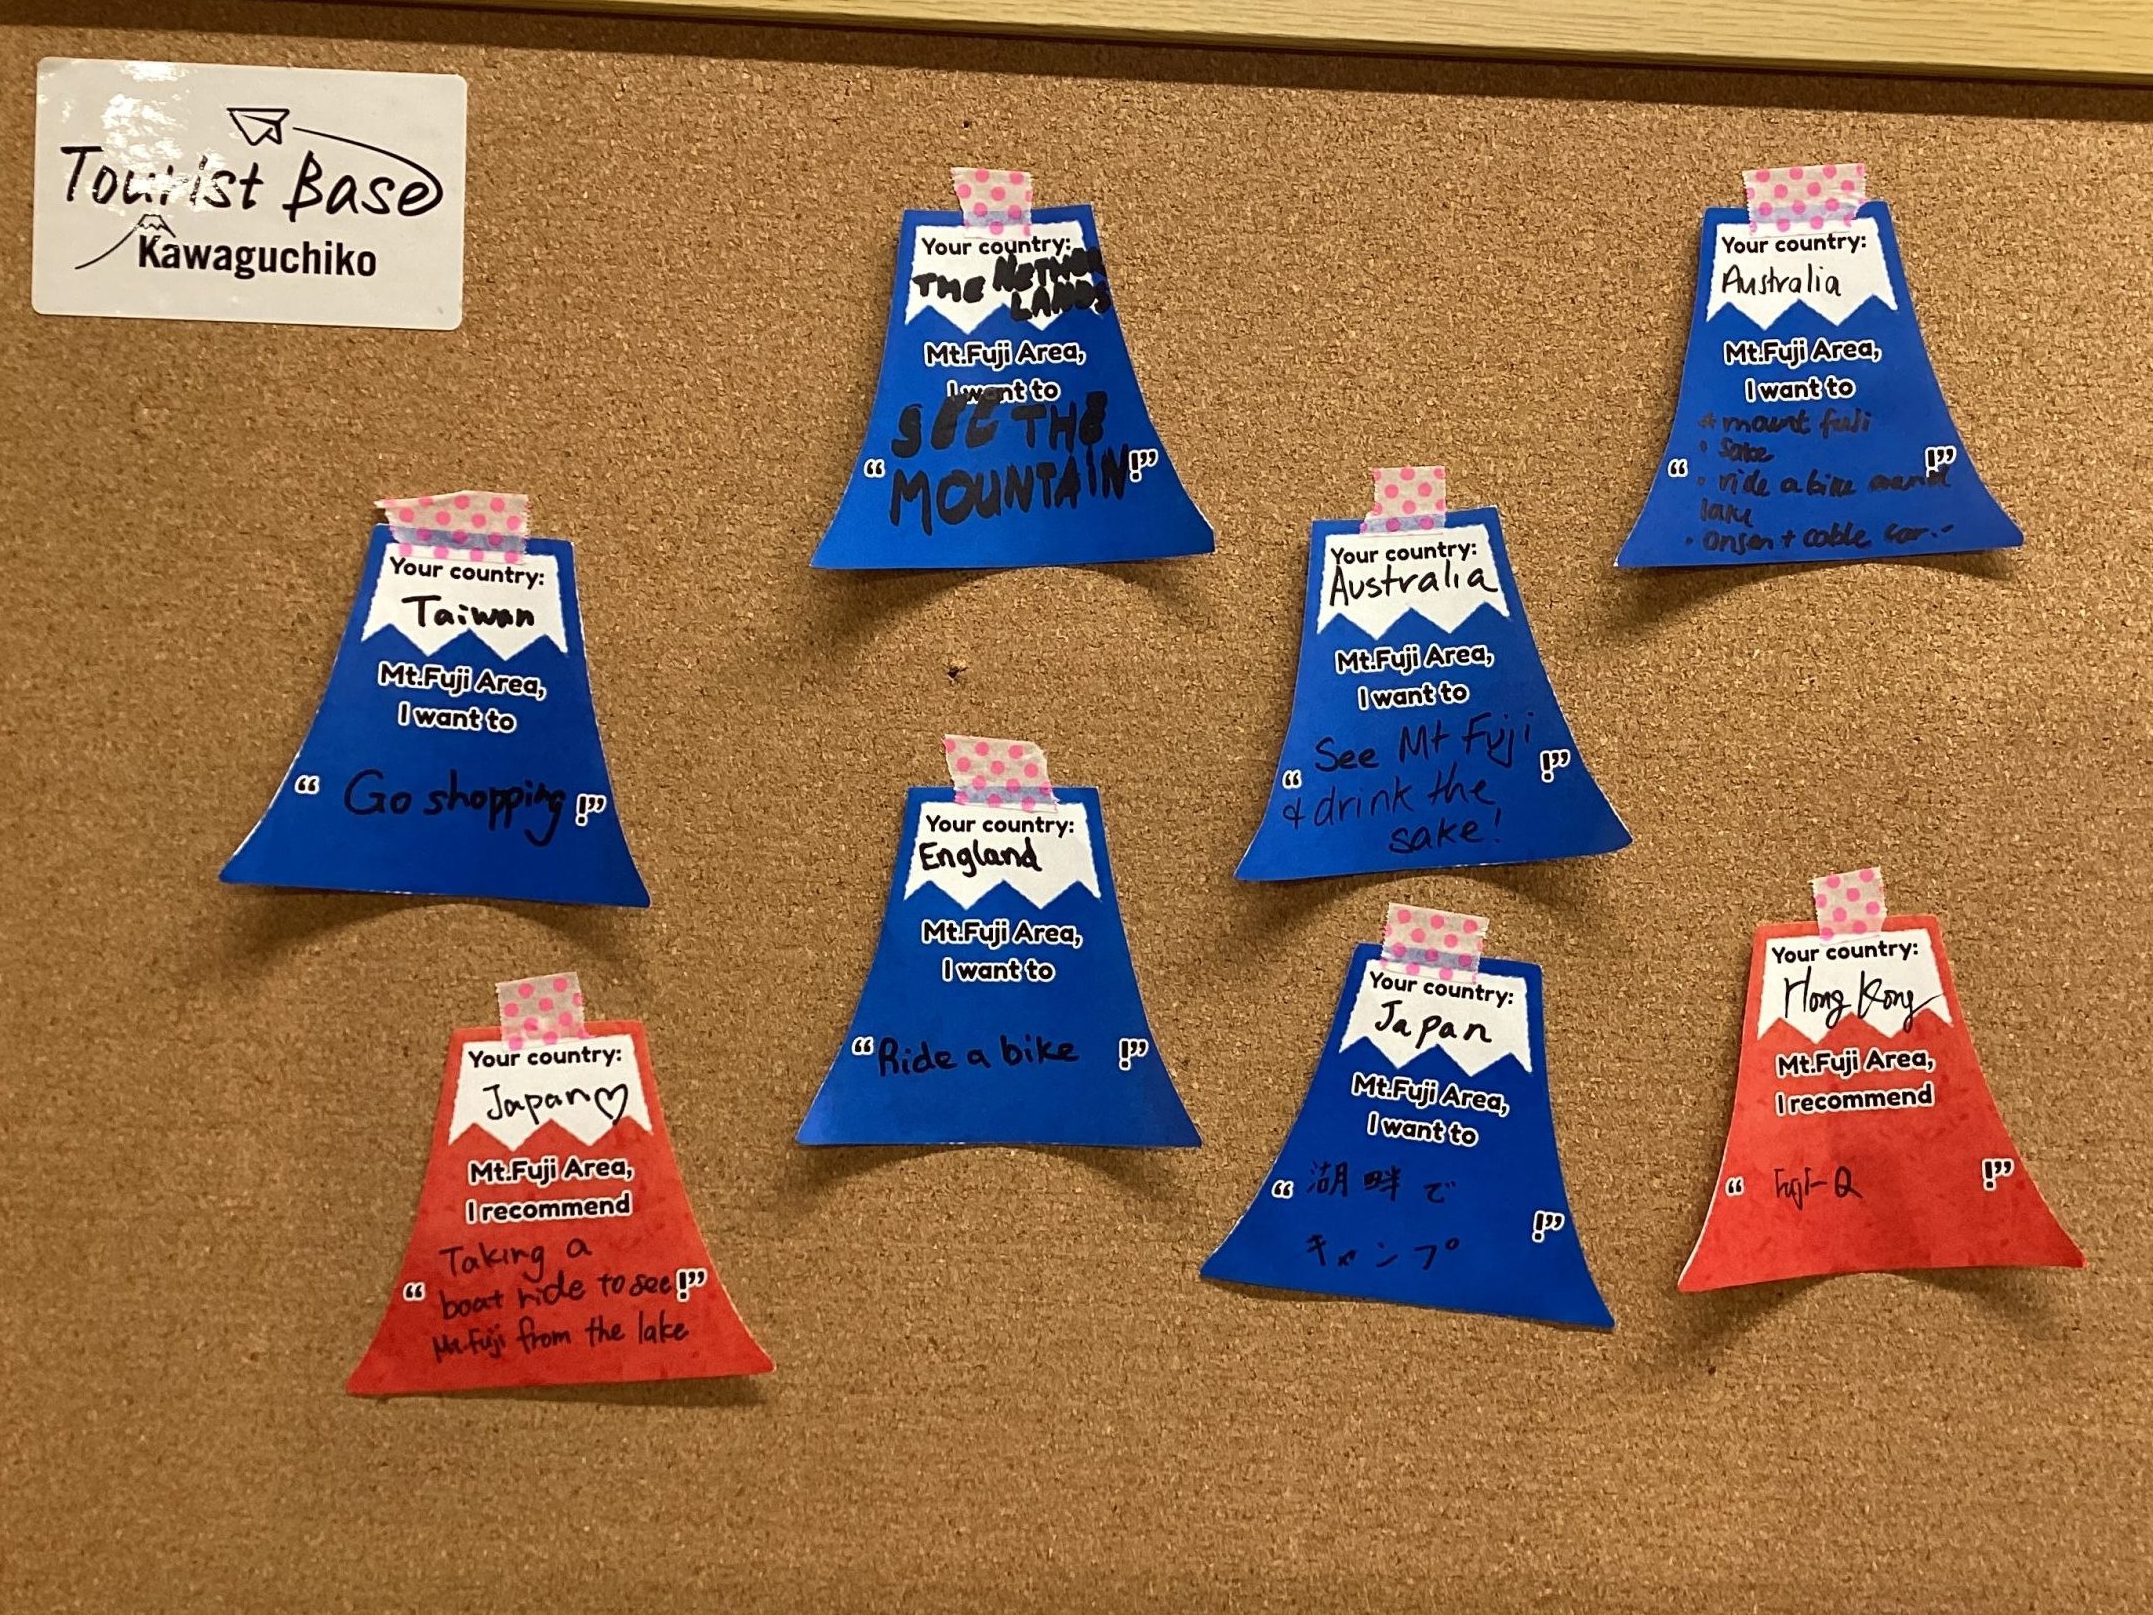 Tourist Base
Kawaguchiko
Your country:
THE NETHER
LANDS
Mt.Fuji Area,
I want to
SEE THE
“MOUNTAIN!”
Your country:
Australia
Mt.Fuji Area,
I want to
mount fuji
“• sake!”
• ride a bike around
lake
• onsen + cable car
Your country:
Taiwan
Mt.Fuji Area,
I want to
“Go shopping!”
Your country:
Australia
Mt.Fuji Area,
I want to
“See Mt Fuji!”
& drink the
sake!
Your country:
England
Mt.Fuji Area,
I want to
“Ride a bike!”
Your country:
Japan
Mt.Fuji Area,
I want to
“湖畔で
キャンプ!”
Your country:
Hong Kong
Mt.Fuji Area,
I recommend
“Fuji-Q!”
Your country:
Japan♡
Mt.Fuji Area,
I recommend
Taking a
“boat ride to see!”
Mt.Fuji from the lake